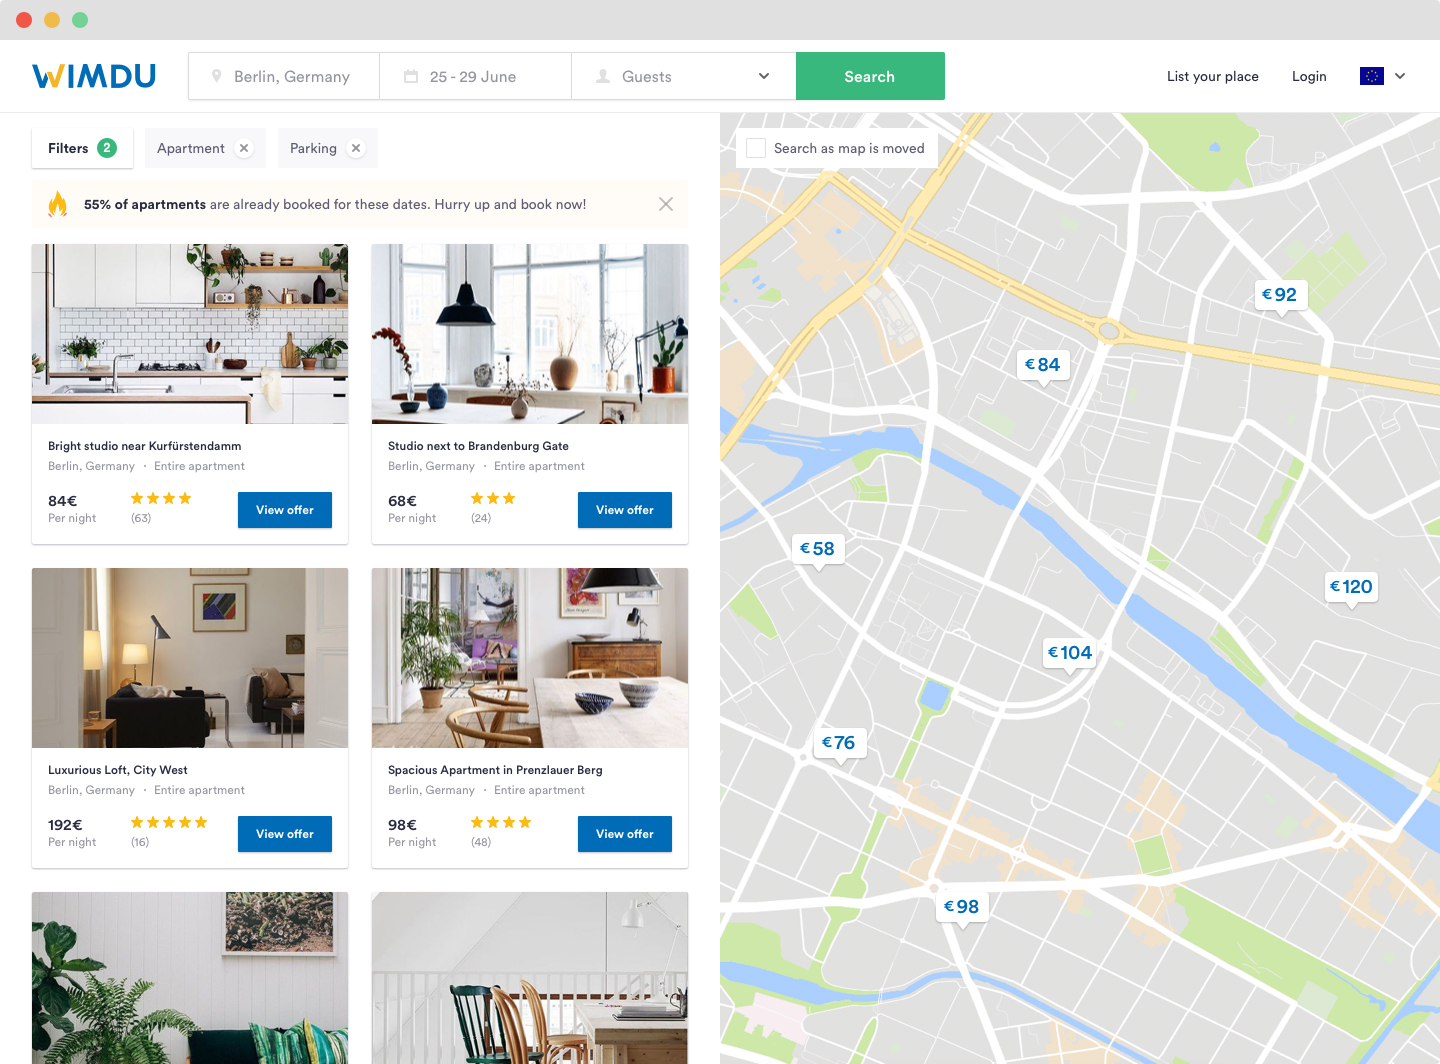 WIMDU
Berlin, Germany
25 - 29 June
Guests
Search
List your place
Login
Filters 2
Apartment
Parking
Search as map is moved
55% of apartments are already booked for these dates. Hurry up and book now!
Bright studio near Kurfürstendamm
Berlin, Germany · Entire apartment
84€
Per night
(63)
View offer
Studio next to Brandenburg Gate
Berlin, Germany · Entire apartment
68€
Per night
(24)
View offer
Luxurious Loft, City West
Berlin, Germany · Entire apartment
192€
Per night
(16)
View offer
Spacious Apartment in Prenzlauer Berg
Berlin, Germany · Entire apartment
98€
Per night
(48)
View offer
€ 92
€ 84
€ 58
€ 120
€ 104
€ 76
€ 98